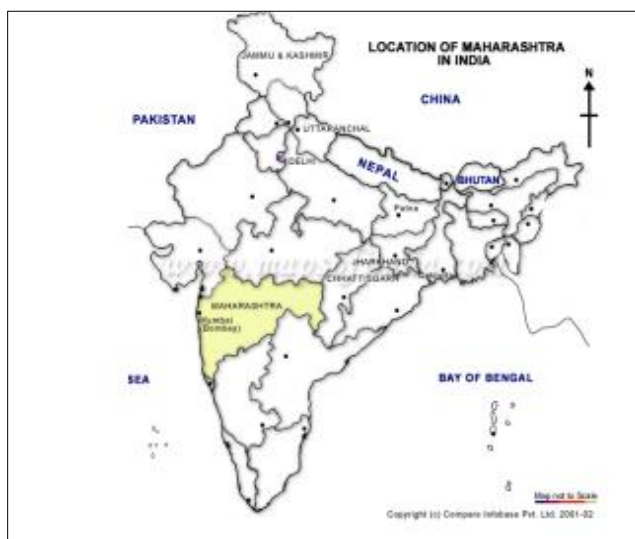 LOCATION OF MAHARASHTRA
IN INDIA
JAMMU & KASHMIR
N
CHINA
PAKISTAN
UTTARANCHAL
DELHI
NEPAL
BHUTAN
Patna
JHARKHAND
CHHATTISGARH
MAHARASHTRA
Mumbai
(Bombay)
SEA
BAY OF BENGAL
Map not to Scale
Copyright (c) Compare Infobase Pvt. Ltd. 2001-02